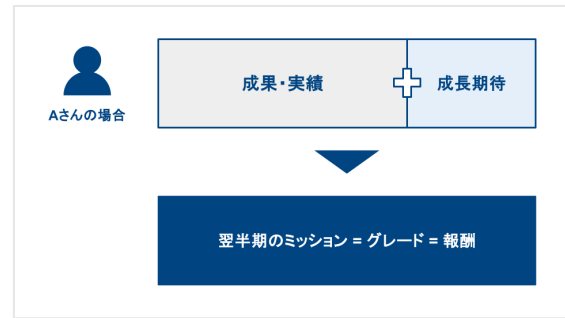 成果・実績
成長期待
Aさんの場合
翌半期のミッション = グレード = 報酬